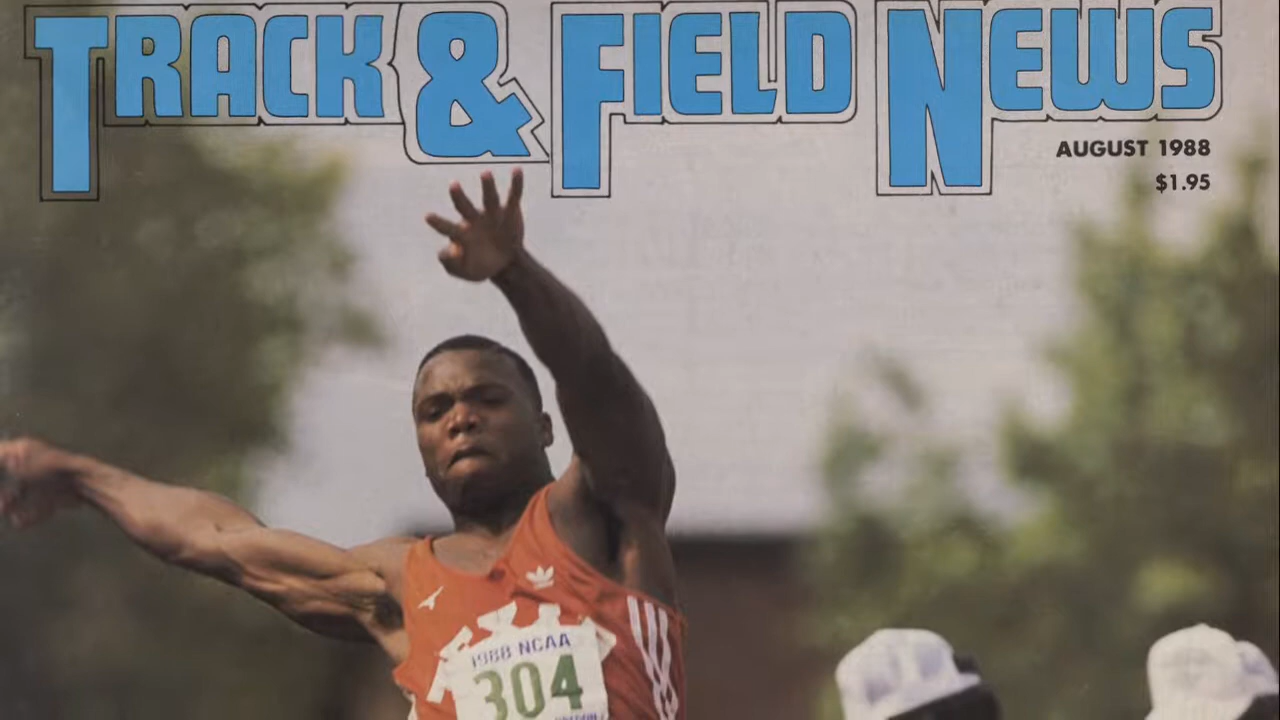 TRACK & FIELD NEWS
AUGUST 1988
$1.95
1988 NCAA
304